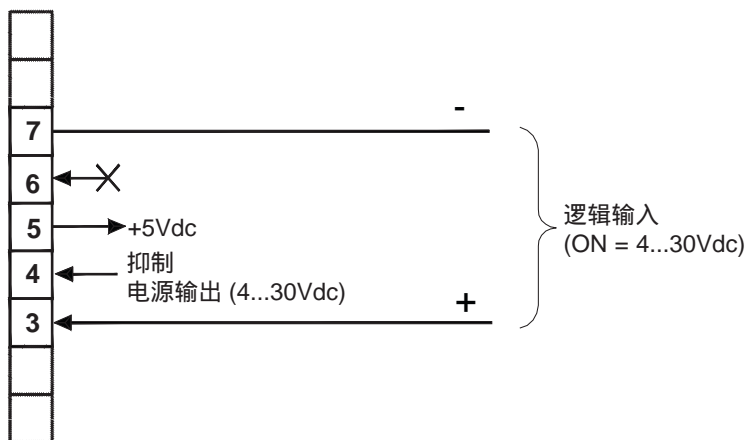 7
-
6
5
+5Vdc
4
抑制
电源输出 (4...30Vdc)
3
+
逻辑输入
(ON = 4...30Vdc)